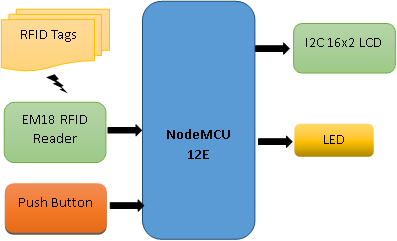 RFID Tags
I2C 16x2 LCD
EM18 RFID
Reader
NodeMCU
12E
LED
Push Button